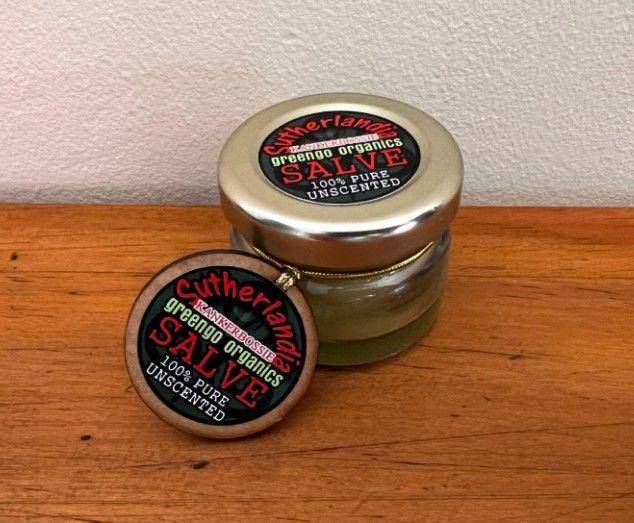 Sutherlandia
KANKERBOSSIE
greengo organics
SALVE
100% PURE
UNSCENTED
Sutherlandia
KANKERBOSSIE
greengo organics
SALVE
100% PURE
UNSCENTED